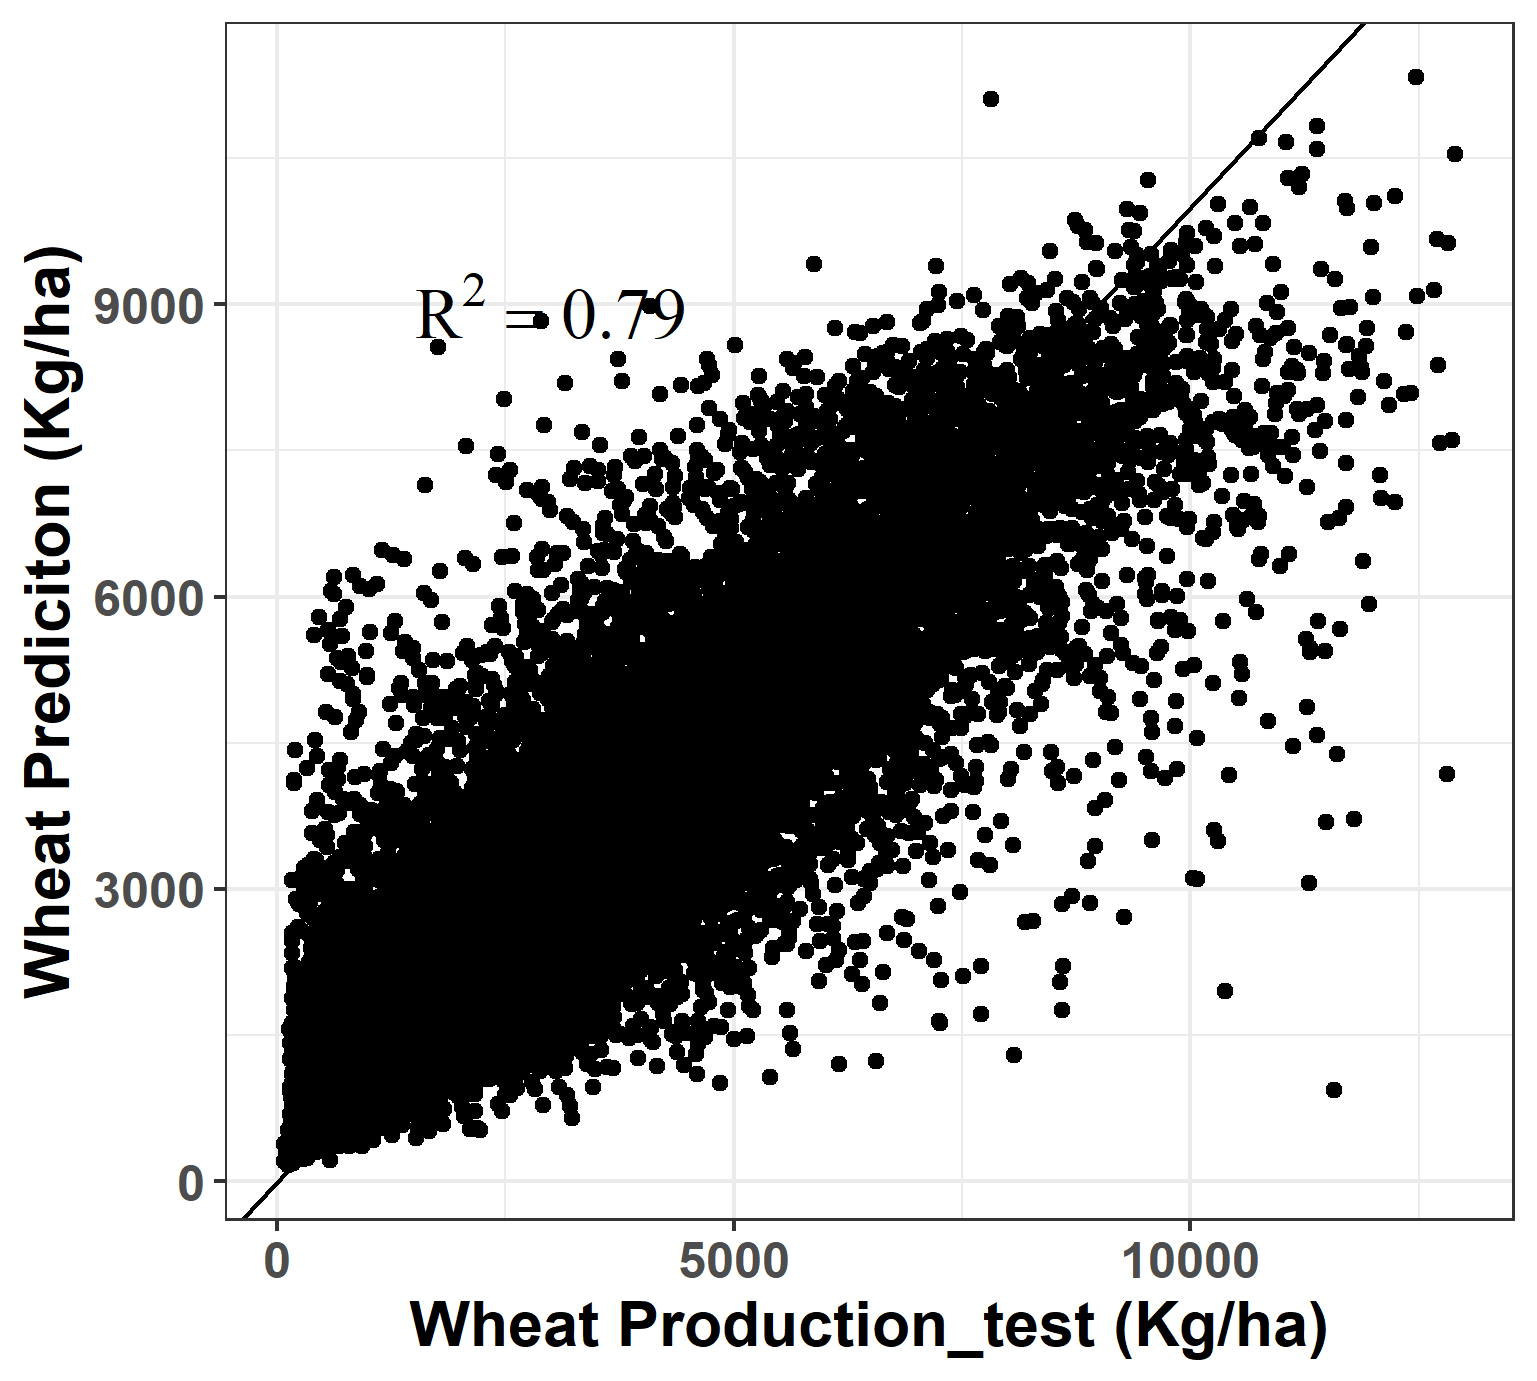 Wheat Prediciton (Kg/ha)
9000
6000
3000
0
R² = 0.79
0 5000 10000
Wheat Production_test (Kg/ha)